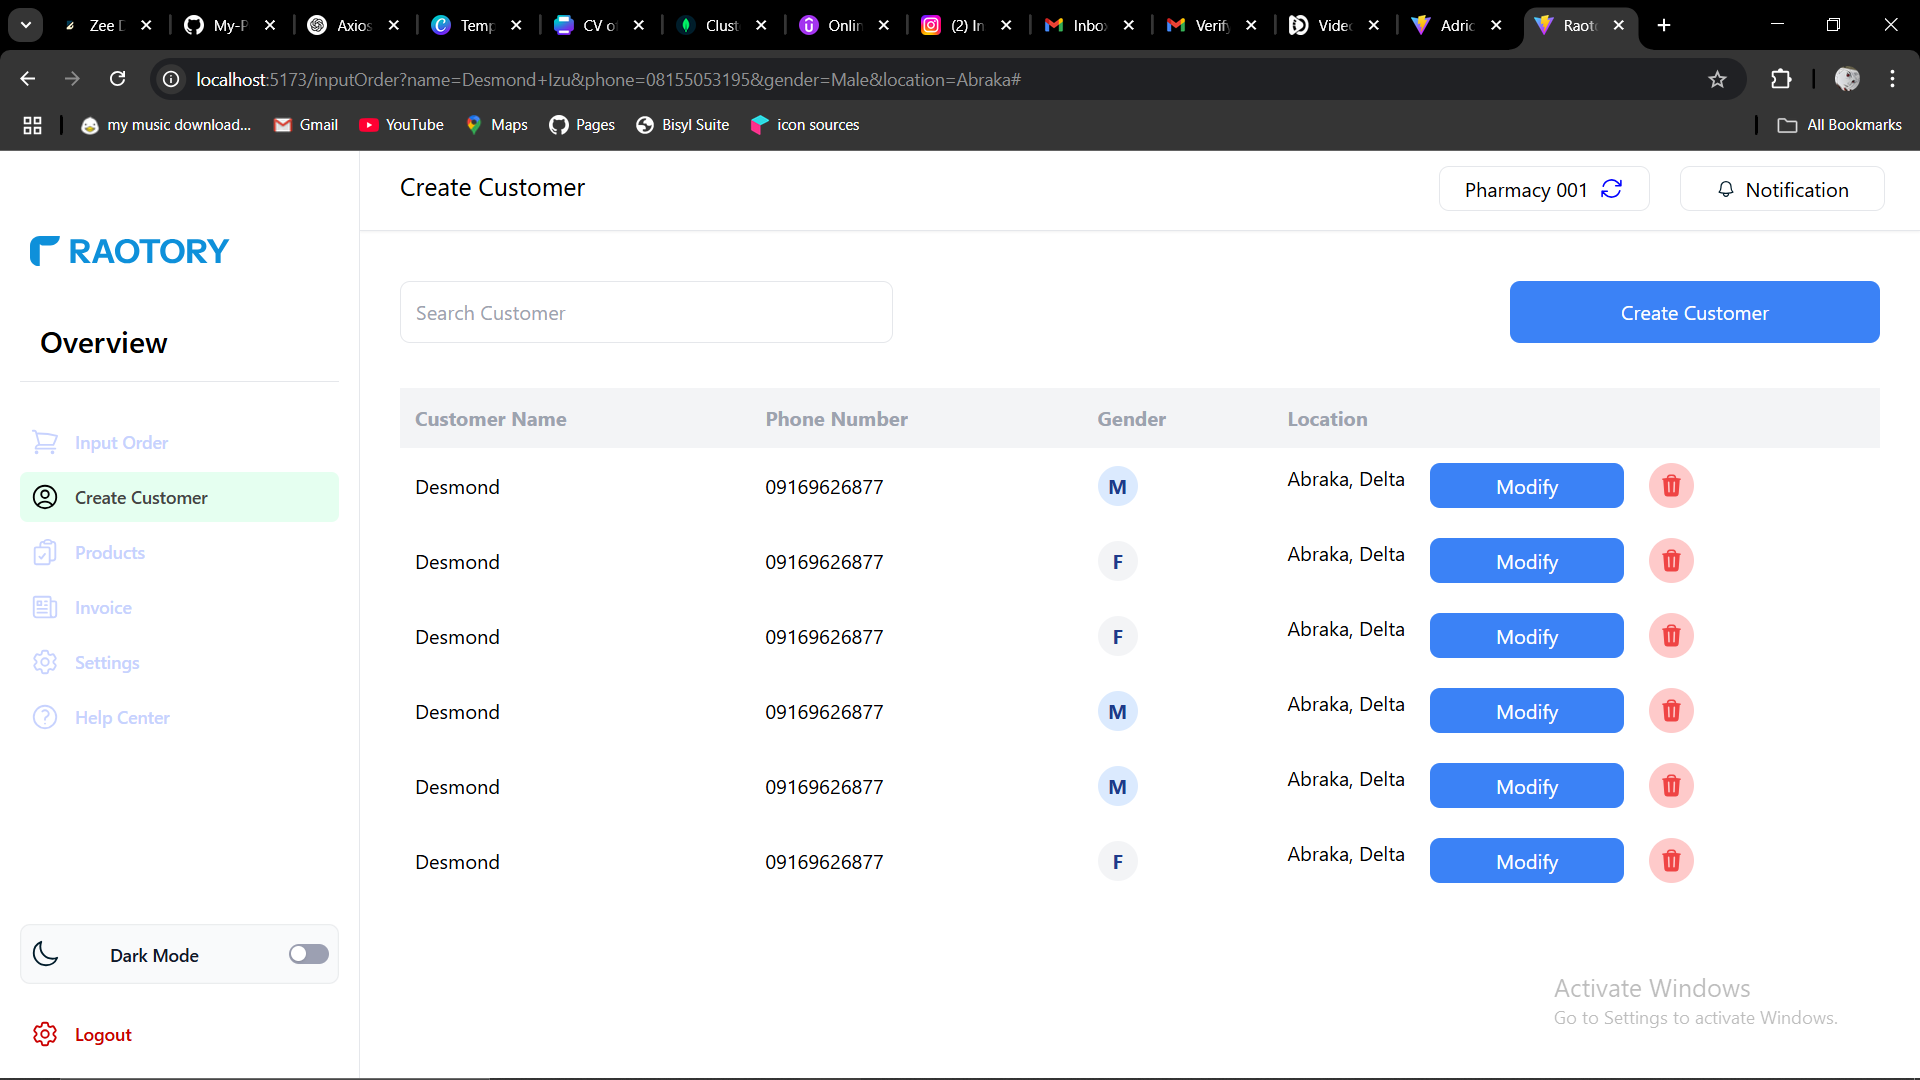 Zee D
My-P
Axios
Temp
CV o
Clust
Onlin
(2) In
Inbo
Verify
Vide
Adric
Raot
localhost:5173/inputOrder?name=Desmond+Izu&phone=08155053195&gender=Male&location=Abraka#
my music download...
Gmail
YouTube
Maps
Pages
Bisyl Suite
icon sources
All Bookmarks
RAOTORY
Overview
Input Order
Create Customer
Products
Invoice
Settings
Help Center
Dark Mode
Logout
Create Customer
Pharmacy 001
Notification
Search Customer
Create Customer
Customer Name Phone Number Gender Location
Desmond 09169626877 M Abraka, Delta Modify
Desmond 09169626877 F Abraka, Delta Modify
Desmond 09169626877 F Abraka, Delta Modify
Desmond 09169626877 M Abraka, Delta Modify
Desmond 09169626877 M Abraka, Delta Modify
Desmond 09169626877 F Abraka, Delta Modify
Activate Windows
Go to Settings to activate Windows.